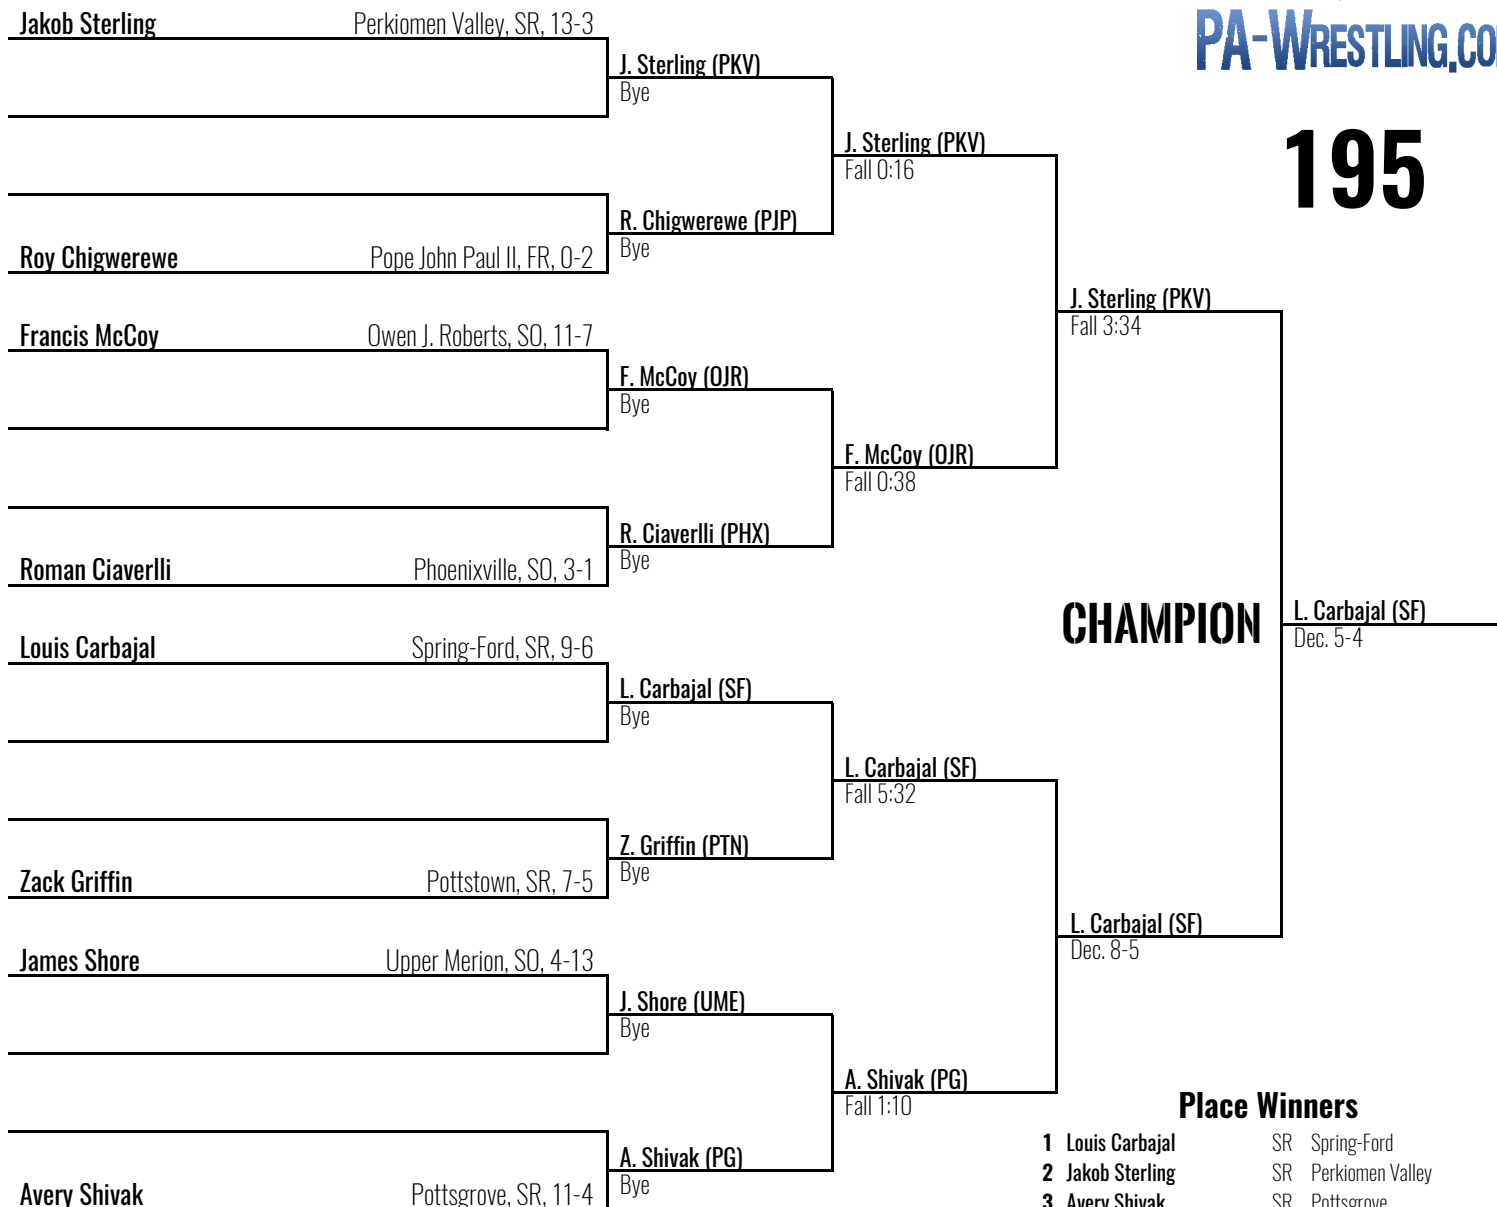 Jakob Sterling Perkiomen Valley, SR, 13-3
PA-WRESTLING.CO
J. Sterling (PKV)
Bye
195
J. Sterling (PKV)
Fall 0:16
R. Chigwerewe (PJP)
Bye
Roy Chigwerewe Pope John Paul II, FR, 0-2
J. Sterling (PKV)
Fall 3:34
Francis McCoy Owen J. Roberts, SO, 11-7
F. McCoy (OJR)
Bye
F. McCoy (OJR)
Fall 0:38
R. Ciaverlli (PHX)
Bye
Roman Ciaverlli Phoenixville, SO, 3-1
CHAMPION
L. Carbajal (SF)
Dec. 5-4
Louis Carbajal Spring-Ford, SR, 9-6
L. Carbajal (SF)
Bye
L. Carbajal (SF)
Fall 5:32
Z. Griffin (PTN)
Bye
Zack Griffin Pottstown, SR, 7-5
L. Carbajal (SF)
Dec. 8-5
James Shore Upper Merion, SO, 4-13
J. Shore (UME)
Bye
A. Shivak (PG)
Fall 1:10
A. Shivak (PG)
Bye
Avery Shivak Pottsgrove, SR, 11-4
Place Winners
1 Louis Carbajal SR Spring-Ford
2 Jakob Sterling SR Perkiomen Valley
3 Avery Shivak SR Pottsgrove